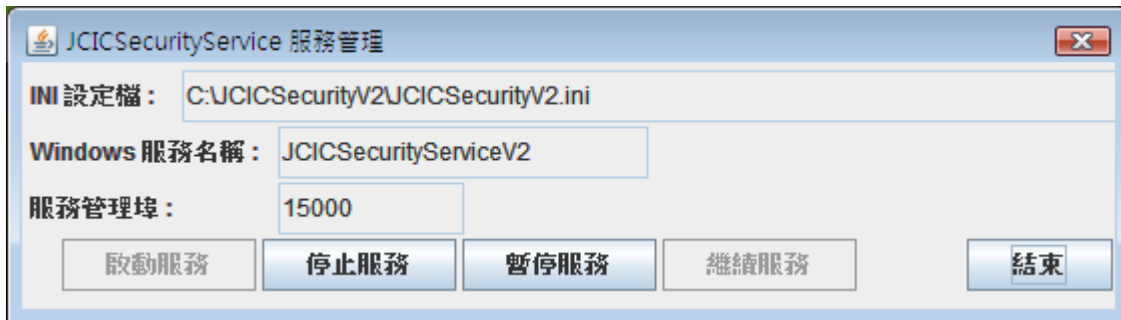 JCICSecurityService 服務管理
INI 設定檔： C:\JCICSecurityV2\JCICSecurityV2.ini
Windows 服務名稱： JCICSecurityServiceV2
服務管理埠： 15000
啟動服務 停止服務 暫停服務 繼續服務 結束